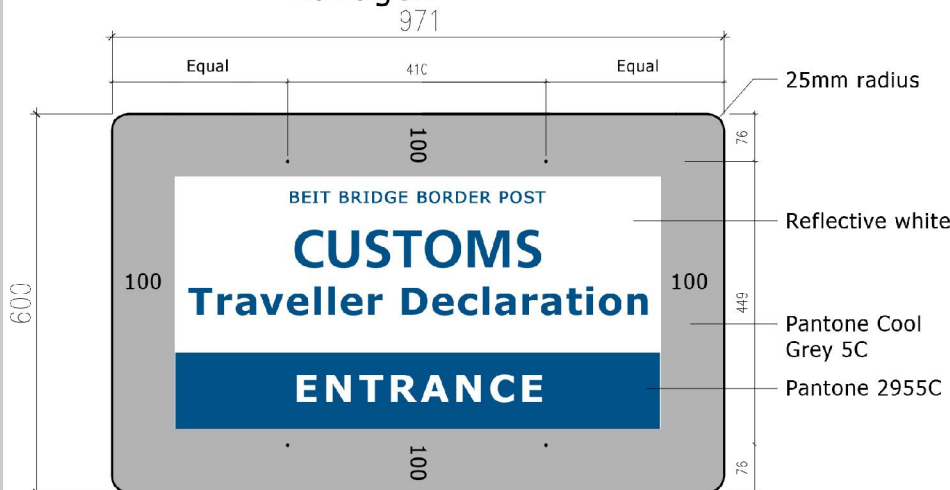 971
Equal
410
Equal
25mm radius
76
100
BEIT BRIDGE BORDER POST
Reflective white
CUSTOMS
100
100
Traveller Declaration
600
449
Pantone Cool
Grey 5C
ENTRANCE
Pantone 2955C
100
76